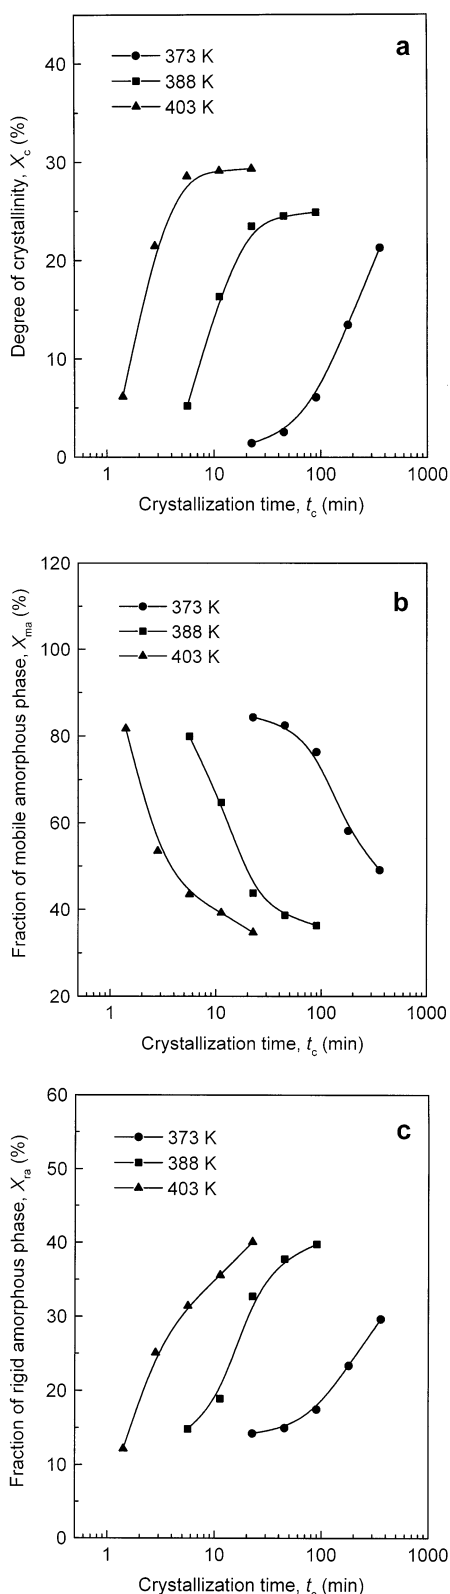 a
373 K
388 K
403 K
40
30
20
10
0
Degree of crystallinity, Xc (%)
1 10 100 1000
Crystallization time, tc (min)
b
373 K
388 K
403 K
120
100
80
60
40
20
Fraction of mobile amorphous phase, Xma (%)
1 10 100 1000
Crystallization time, tc (min)
c
373 K
388 K
403 K
60
50
40
30
20
10
0
Fraction of rigid amorphous phase, Xra (%)
1 10 100 1000
Crystallization time, tc (min)